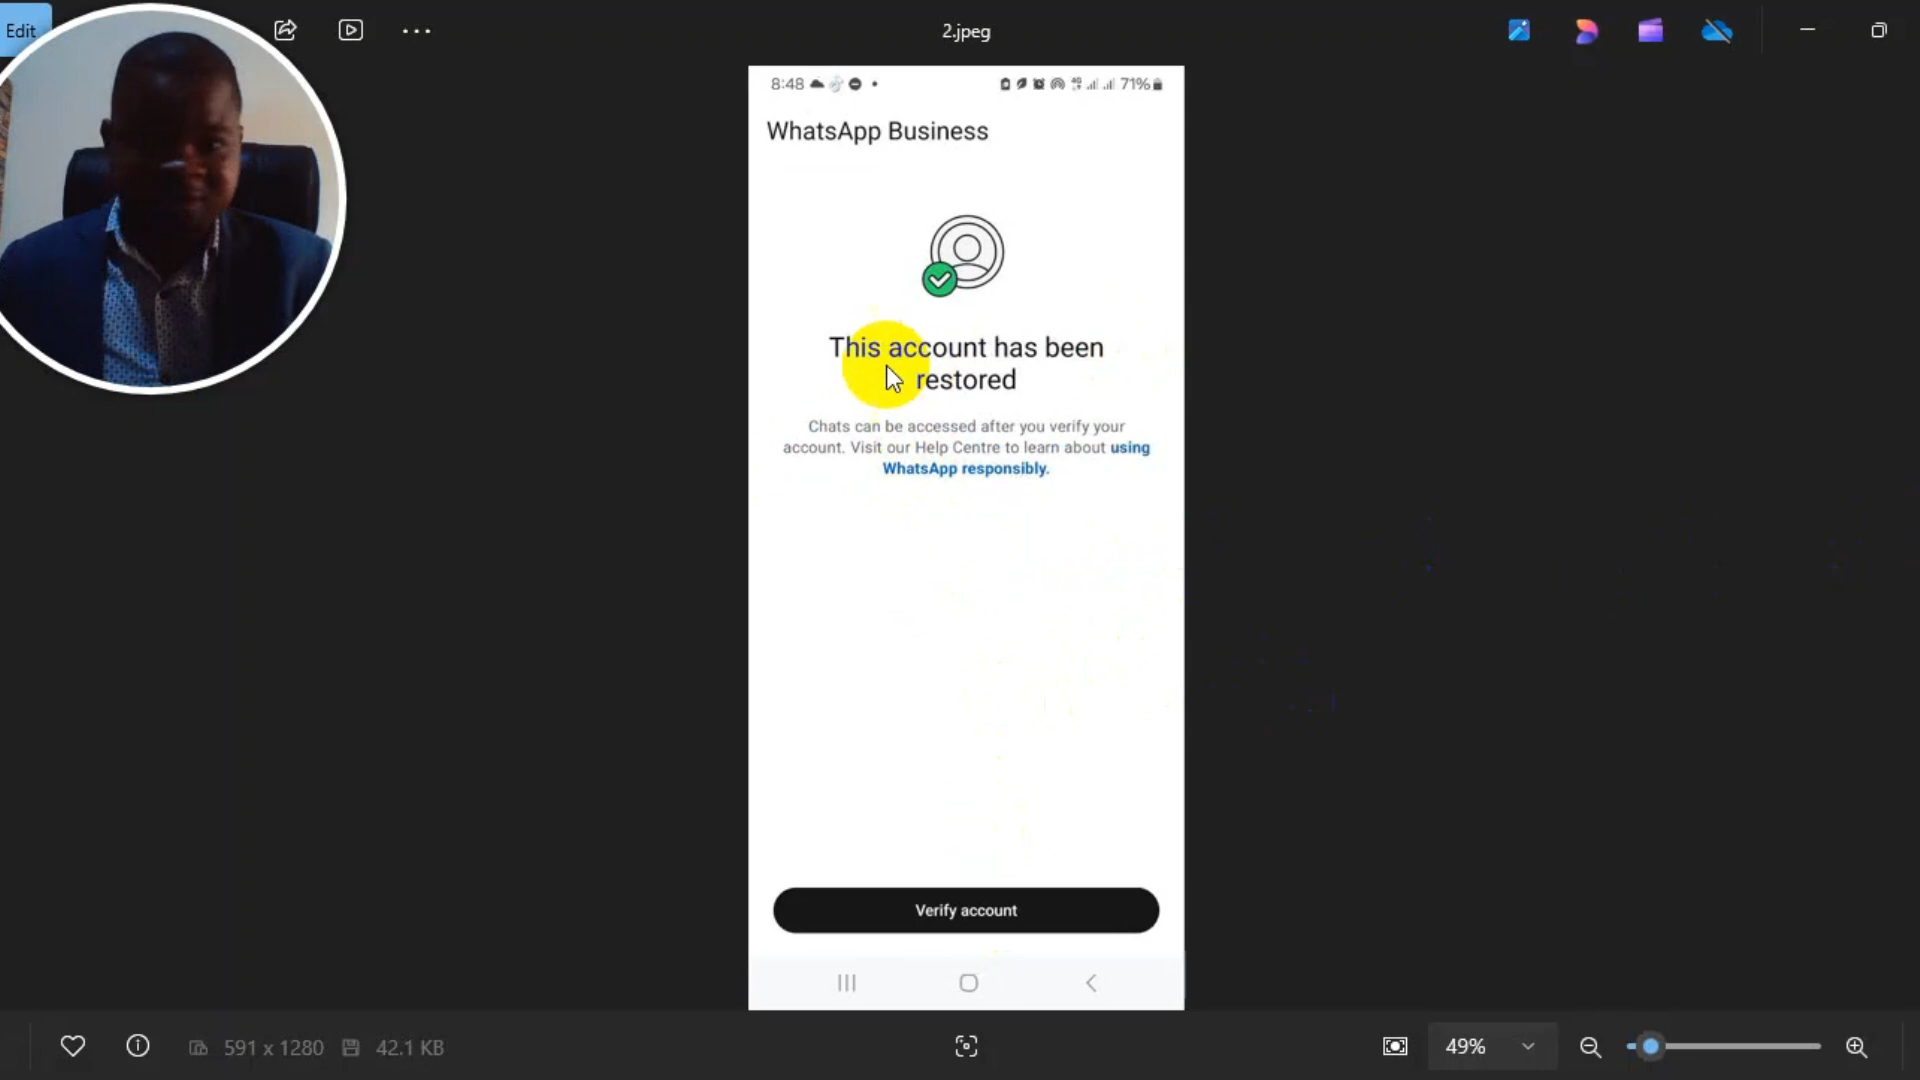 Edit
2.jpeg
8:48
71%
WhatsApp Business
This account has been
restored
Chats can be accessed after you verify your
account. Visit our Help Centre to learn about using
WhatsApp responsibly.
Verify account
591 x 1280
42.1 KB
49%